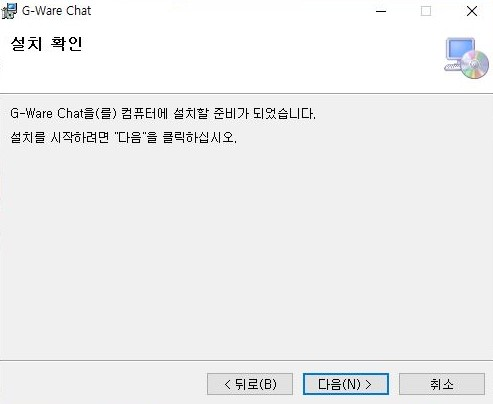 G-Ware Chat
설치 확인
G-Ware Chat을(를) 컴퓨터에 설치할 준비가 되었습니다.
설치를 시작하려면 "다음"을 클릭하십시오.
< 뒤로(B) 다음(N) > 취소